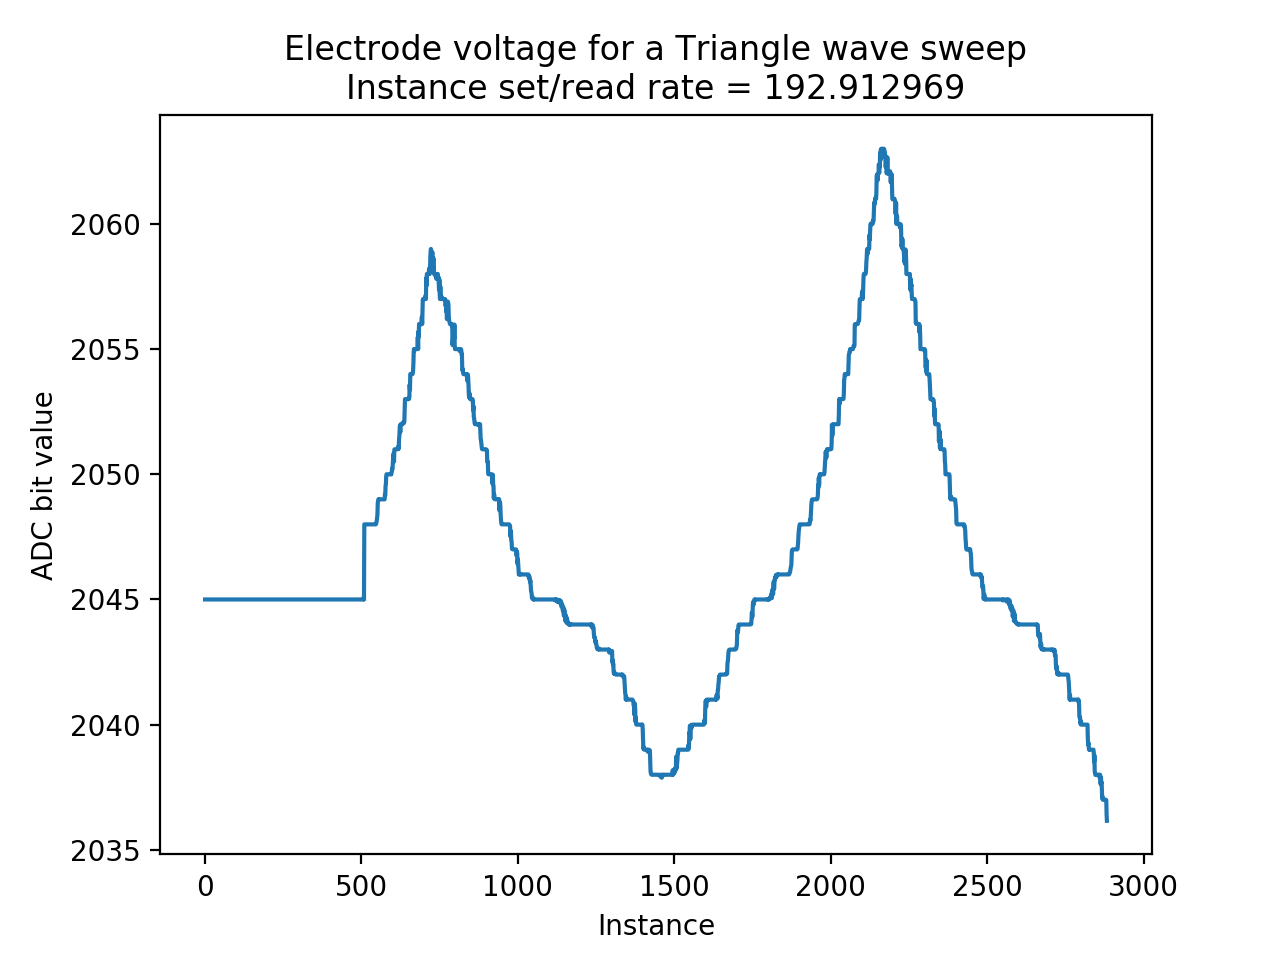 Electrode voltage for a Triangle wave sweep
Instance set/read rate = 192.912969
ADC bit value
2060
2055
2050
2045
2040
2035
0 500 1000 1500 2000 2500 3000
Instance